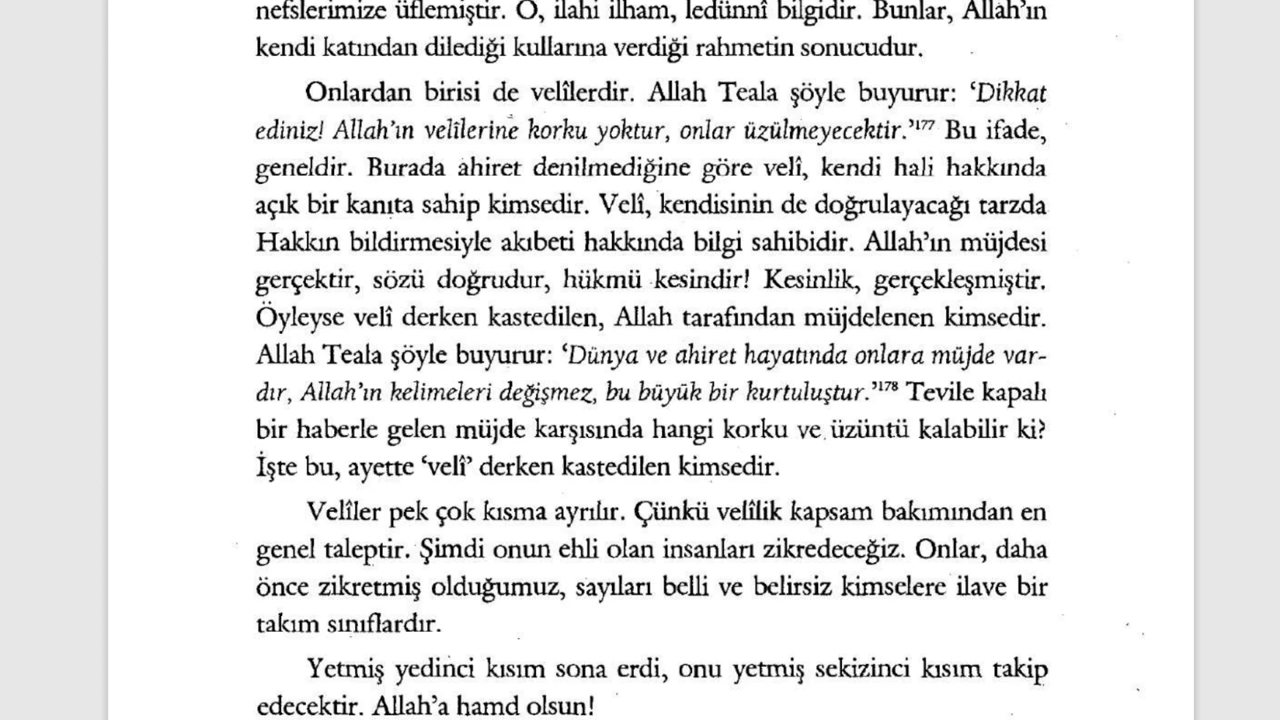 nefslerimize üflemiştir. O, ilahi ilham, ledünnî bilgidir. Bunlar, Allah’ın
kendi katından dilediği kullarına verdiği rahmetin sonucudur.
Onlardan birisi de velîlerdir. Allah Teala şöyle buyurur: ‘Dikkat
ediniz! Allah’ın velîlerine korku yoktur, onlar üzülmeyecektir.’¹⁷⁷ Bu ifade,
geneldir. Burada ahiret denilmediğine göre velî, kendi hali hakkında
açık bir kanıta sahip kimsedir. Velî, kendisinin de doğrulayacağı tarzda
Hakkın bildirmesiyle akıbeti hakkında bilgi sahibidir. Allah’ın müjdesi
gerçektir, sözü doğrudur, hükmü kesindir! Kesinlik, gerçekleşmiştir.
Öyleyse velî derken kastedilen, Allah tarafından müjdelenen kimsedir.
Allah Teala şöyle buyurur: ‘Dünya ve ahiret hayatında onlara müjde var-
dır, Allah’ın kelimeleri değişmez, bu büyük bir kurtuluştur.’¹⁷⁸ Tevile kapalı
bir haberle gelen müjde karşısında hangi korku ve üzüntü kalabilir ki?
İşte bu, ayette ‘velî’ derken kastedilen kimsedir.
Velîler pek çok kısma ayrılır. Çünkü velîlik kapsam bakımından en
genel taleptir. Şimdi onun ehli olan insanları zikredeceğiz. Onlar, daha
önce zikretmiş olduğumuz, sayıları belli ve belirsiz kimselere ilave bir
takım sınıflardır.
Yetmiş yedinci kısım sona erdi, onu yetmiş sekizinci kısım takip
edecektir. Allah’a hamd olsun!